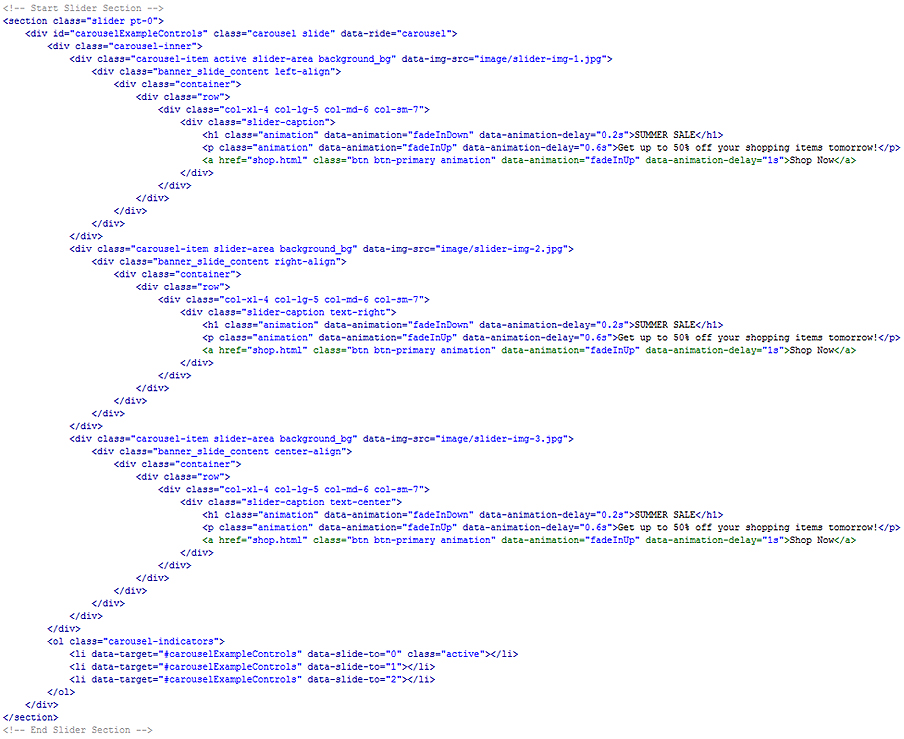 <!-- Start Slider Section -->
<section class="slider pt-0">
    <div id="carouselExampleControls" class="carousel slide" data-ride="carousel">
        <div class="carousel-inner">
            <div class="carousel-item active slider-area background_bg" data-img-src="image/slider-img-1.jpg">
                <div class="banner_slide_content left-align">
                    <div class="container">
                        <div class="row">
                            <div class="col-xl-4 col-lg-5 col-md-6 col-sm-7">
                                <div class="slider-caption">
                                    <h1 class="animation" data-animation="fadeInDown" data-animation-delay="0.2s">SUMMER SALE</h1>
                                    <p class="animation" data-animation="fadeInUp" data-animation-delay="0.6s">Get up to 50% off your shopping items tomorrow!</p>
                                    <a href="shop.html" class="btn btn-primary animation" data-animation="fadeInUp" data-animation-delay="1s">Shop Now</a>
                                </div>
                            </div>
                        </div>
                    </div>
                </div>
            </div>
            <div class="carousel-item slider-area background_bg" data-img-src="image/slider-img-2.jpg">
                <div class="banner_slide_content right-align">
                    <div class="container">
                        <div class="row">
                            <div class="col-xl-4 col-lg-5 col-md-6 col-sm-7">
                                <div class="slider-caption text-right">
                                    <h1 class="animation" data-animation="fadeInDown" data-animation-delay="0.2s">SUMMER SALE</h1>
                                    <p class="animation" data-animation="fadeInUp" data-animation-delay="0.6s">Get up to 50% off your shopping items tomorrow!</p>
                                    <a href="shop.html" class="btn btn-primary animation" data-animation="fadeInUp" data-animation-delay="1s">Shop Now</a>
                                </div>
                            </div>
                        </div>
                    </div>
                </div>
            </div>
            <div class="carousel-item slider-area background_bg" data-img-src="image/slider-img-3.jpg">
                <div class="banner_slide_content center-align">
                    <div class="container">
                        <div class="row">
                            <div class="col-xl-4 col-lg-5 col-md-6 col-sm-7">
                                <div class="slider-caption text-center">
                                    <h1 class="animation" data-animation="fadeInDown" data-animation-delay="0.2s">SUMMER SALE</h1>
                                    <p class="animation" data-animation="fadeInUp" data-animation-delay="0.6s">Get up to 50% off your shopping items tomorrow!</p>
                                    <a href="shop.html" class="btn btn-primary animation" data-animation="fadeInUp" data-animation-delay="1s">Shop Now</a>
                                </div>
                            </div>
                        </div>
                    </div>
                </div>
            </div>
        </div>
        <ol class="carousel-indicators">
            <li data-target="#carouselExampleControls" data-slide-to="0" class="active"></li>
            <li data-target="#carouselExampleControls" data-slide-to="1"></li>
            <li data-target="#carouselExampleControls" data-slide-to="2"></li>
        </ol>
    </div>
</section>
<!-- End Slider Section -->